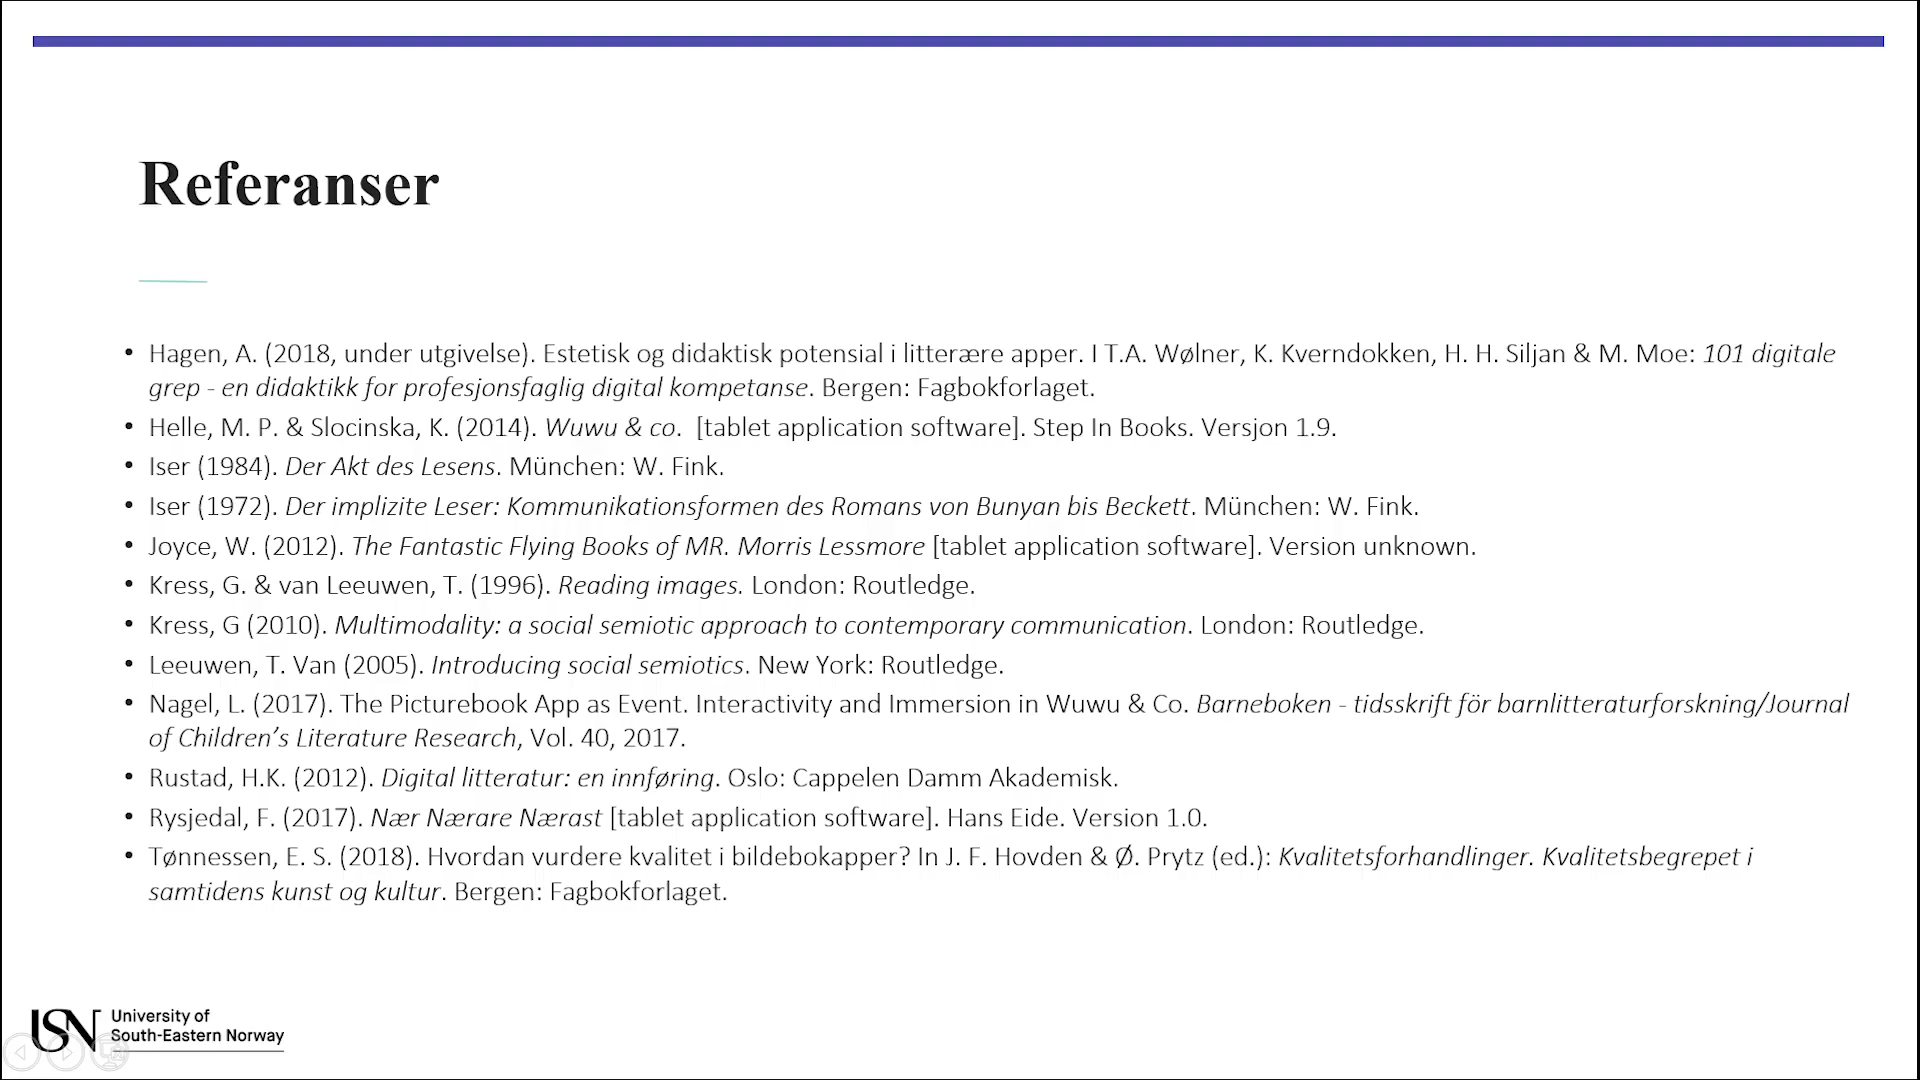 Referanser
• Hagen, A. (2018, under utgivelse). Estetisk og didaktisk potensial i litterære apper. I T.A. Wølner, K. Kverndokken, H. H. Siljan & M. Moe: 101 digitale
grep - en didaktikk for profesjonsfaglig digital kompetanse. Bergen: Fagbokforlaget.
• Helle, M. P. & Slocinska, K. (2014). Wuwu & co.  [tablet application software]. Step In Books. Versjon 1.9.
• Iser (1984). Der Akt des Lesens. München: W. Fink.
• Iser (1972). Der implizite Leser: Kommunikationsformen des Romans von Bunyan bis Beckett. München: W. Fink.
• Joyce, W. (2012). The Fantastic Flying Books of MR. Morris Lessmore [tablet application software]. Version unknown.
• Kress, G. & van Leeuwen, T. (1996). Reading images. London: Routledge.
• Kress, G (2010). Multimodality: a social semiotic approach to contemporary communication. London: Routledge.
• Leeuwen, T. Van (2005). Introducing social semiotics. New York: Routledge.
• Nagel, L. (2017). The Picturebook App as Event. Interactivity and Immersion in Wuwu & Co. Barneboken - tidsskrift för barnlitteraturforskning/Journal
of Children’s Literature Research, Vol. 40, 2017.
• Rustad, H.K. (2012). Digital litteratur: en innføring. Oslo: Cappelen Damm Akademisk.
• Rysjedal, F. (2017). Nær Nærare Nærast [tablet application software]. Hans Eide. Version 1.0.
• Tønnessen, E. S. (2018). Hvordan vurdere kvalitet i bildebokapper? In J. F. Hovden & Ø. Prytz (ed.): Kvalitetsforhandlinger. Kvalitetsbegrepet i
samtidens kunst og kultur. Bergen: Fagbokforlaget.
USN University of
South-Eastern Norway